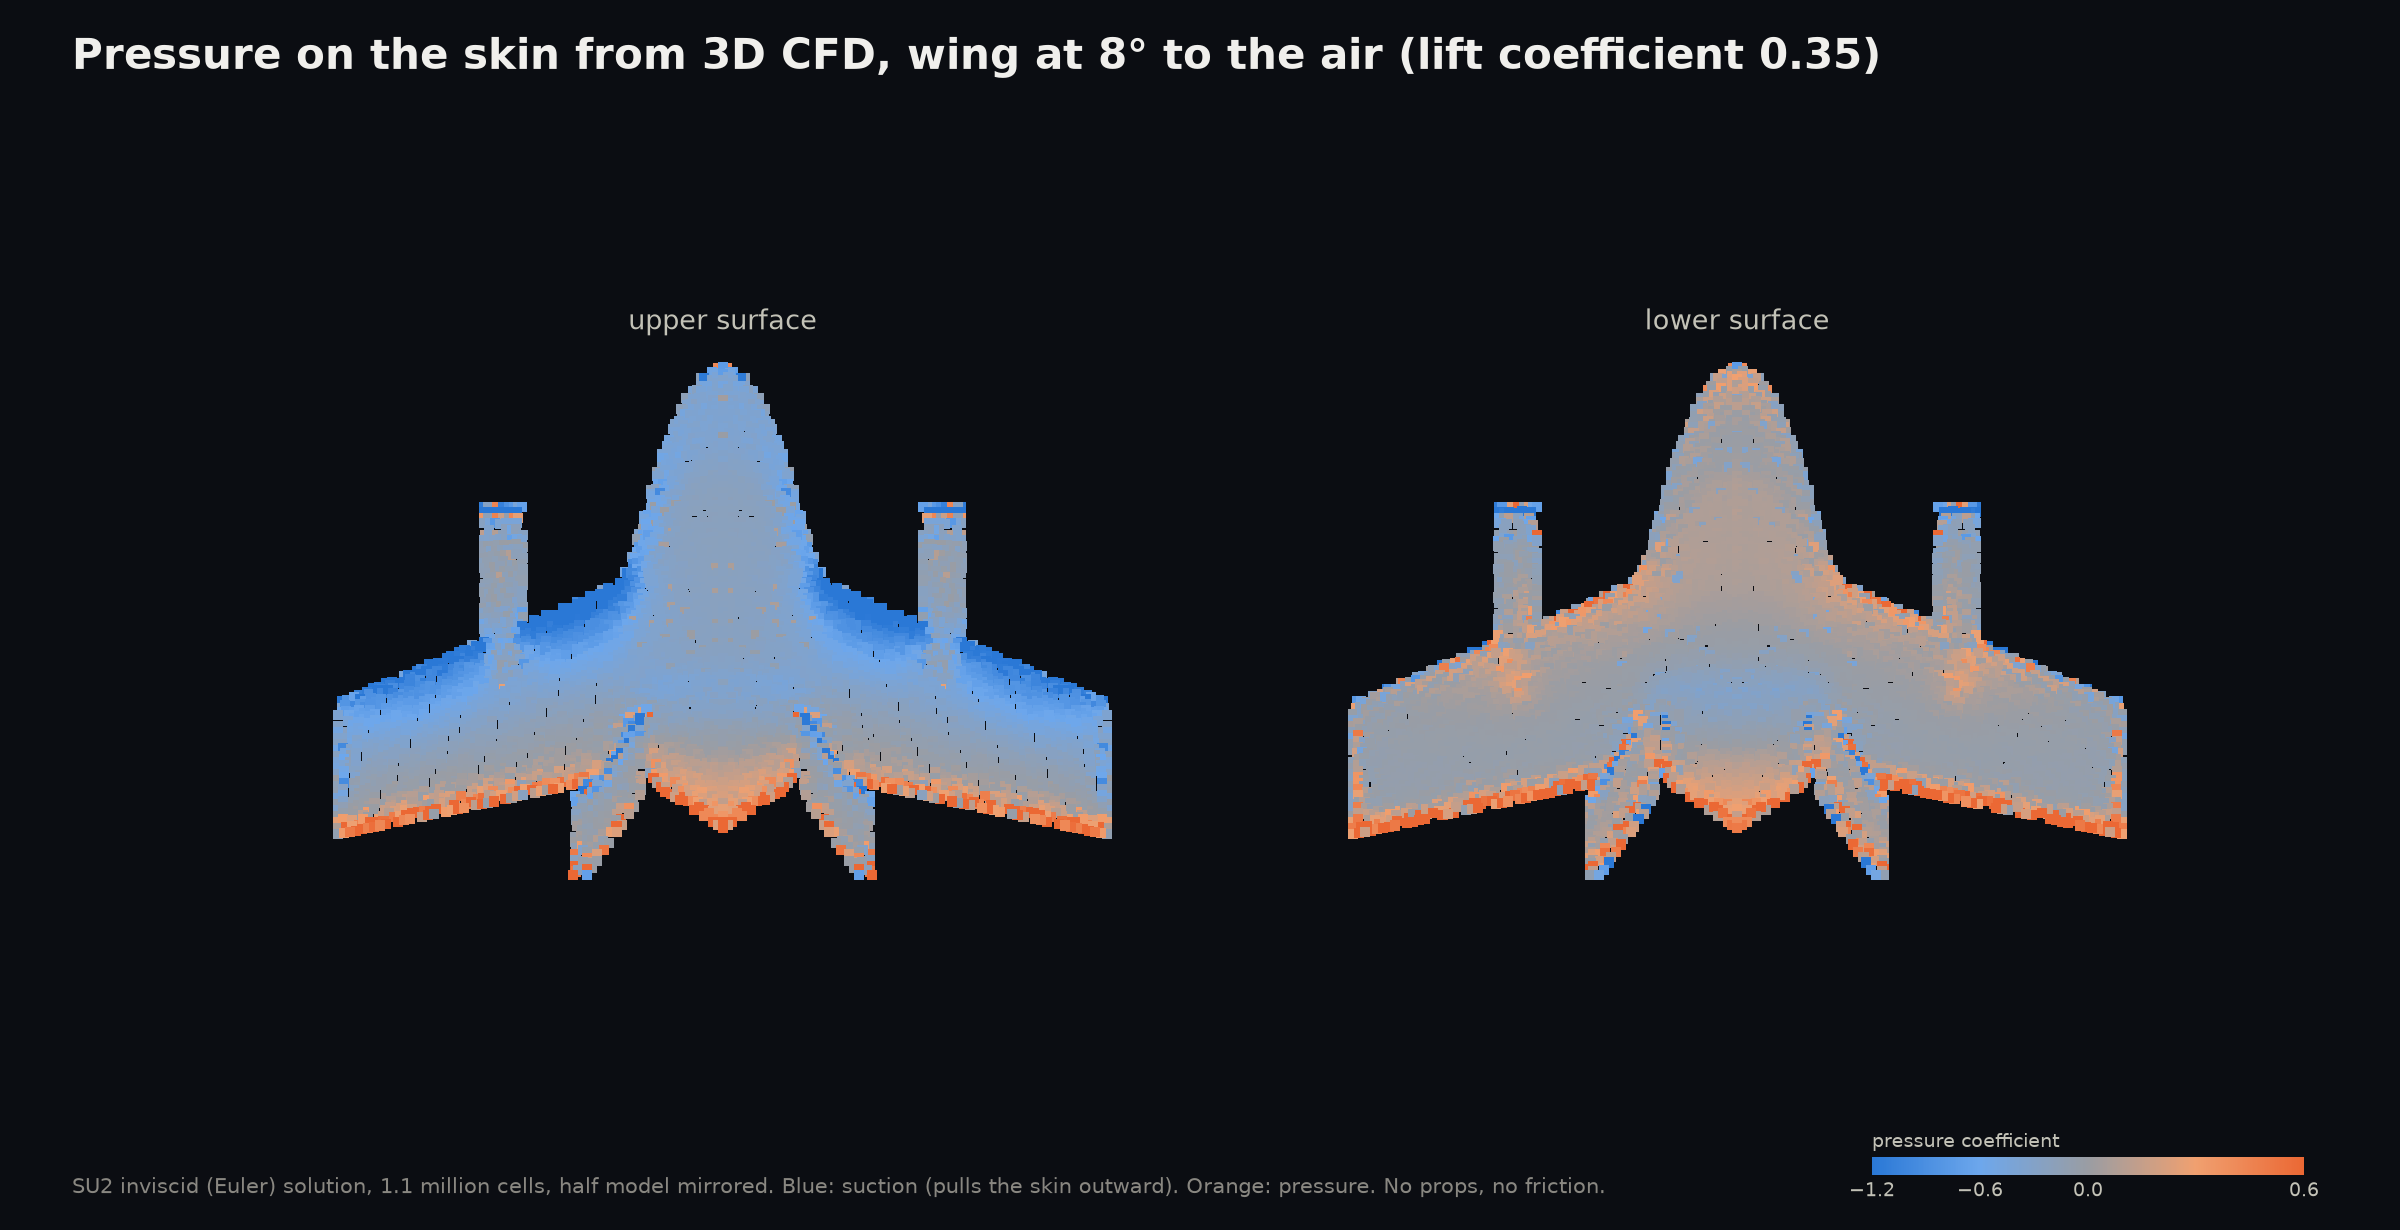 Pressure on the skin from 3D CFD, wing at 8° to the air (lift coefficient 0.35)
upper surface
lower surface
pressure coefficient
−1.2
−0.6
0.0
0.6
SU2 inviscid (Euler) solution, 1.1 million cells, half model mirrored. Blue: suction (pulls the skin outward). Orange: pressure. No props, no friction.